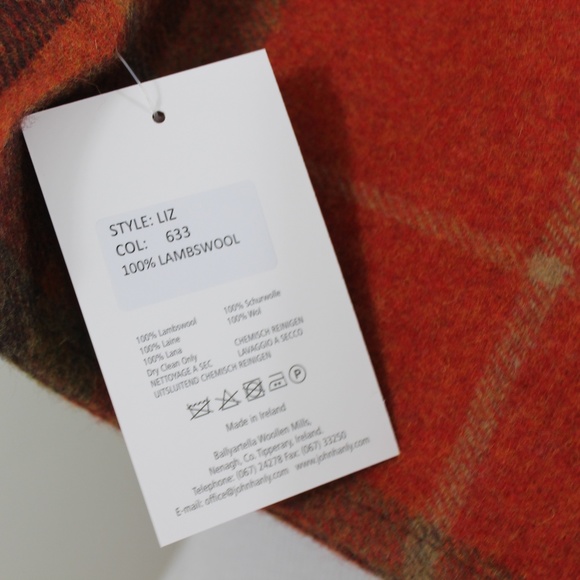 STYLE: LIZ
COL: 633
100% LAMBSWOOL
100% Lambswool 100% Schurwolle
100% Laine 100% Wol
100% Lana
Dry Clean Only CHEMISCH REINIGEN
NETTOYAGE A SEC LAVAGGIO A SECCO
UITSLUITEND CHEMISCH REINIGEN
P
Made in Ireland
Ballyartella Woollen Mills,
Nenagh, Co. Tipperary, Ireland.
Telephone: (067) 24278 Fax: (067) 33250
E-mail: office@johnhanly.com www.johnhanly.com